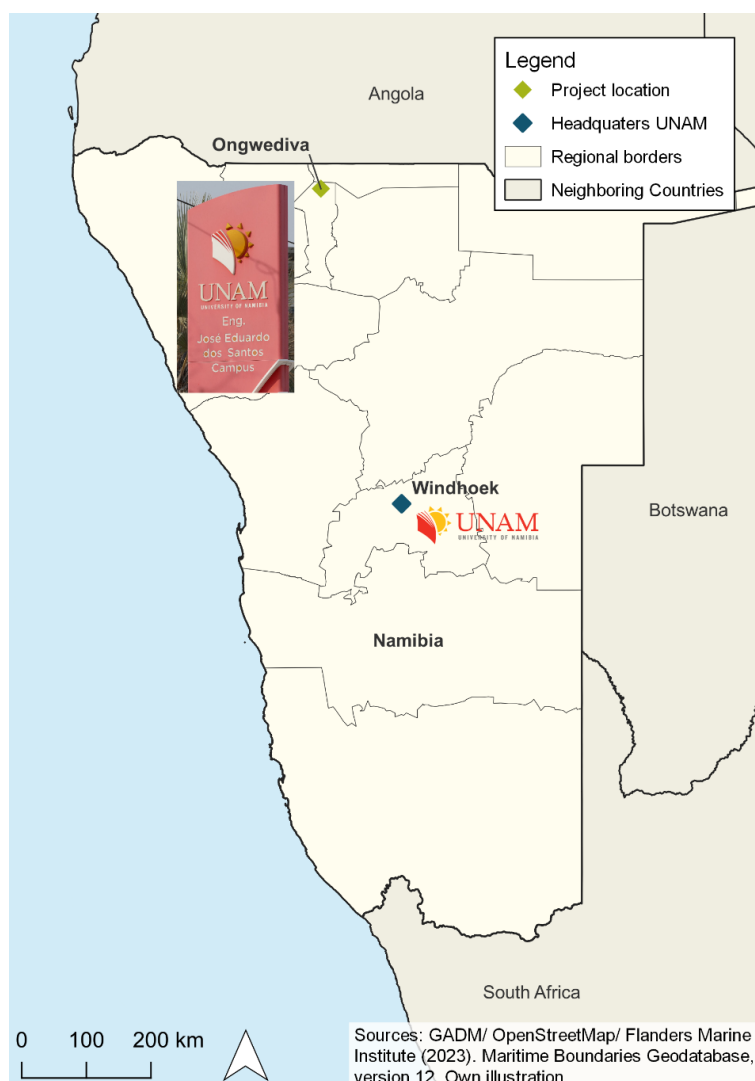 Legend
Project location
Headquaters UNAM
Regional borders
Neighboring Countries
Angola
Ongwediva
UNAM
UNIVERSITY OF NAMIBIA
Eng.
José Eduardo
dos Santos
Campus
Windhoek
UNAM
UNIVERSITY OF NAMIBIA
Botswana
Namibia
South Africa
0 100 200 km
Sources: GADM/ OpenStreetMap/ Flanders Marine
Institute (2023). Maritime Boundaries Geodatabase,
version 12. Own illustration